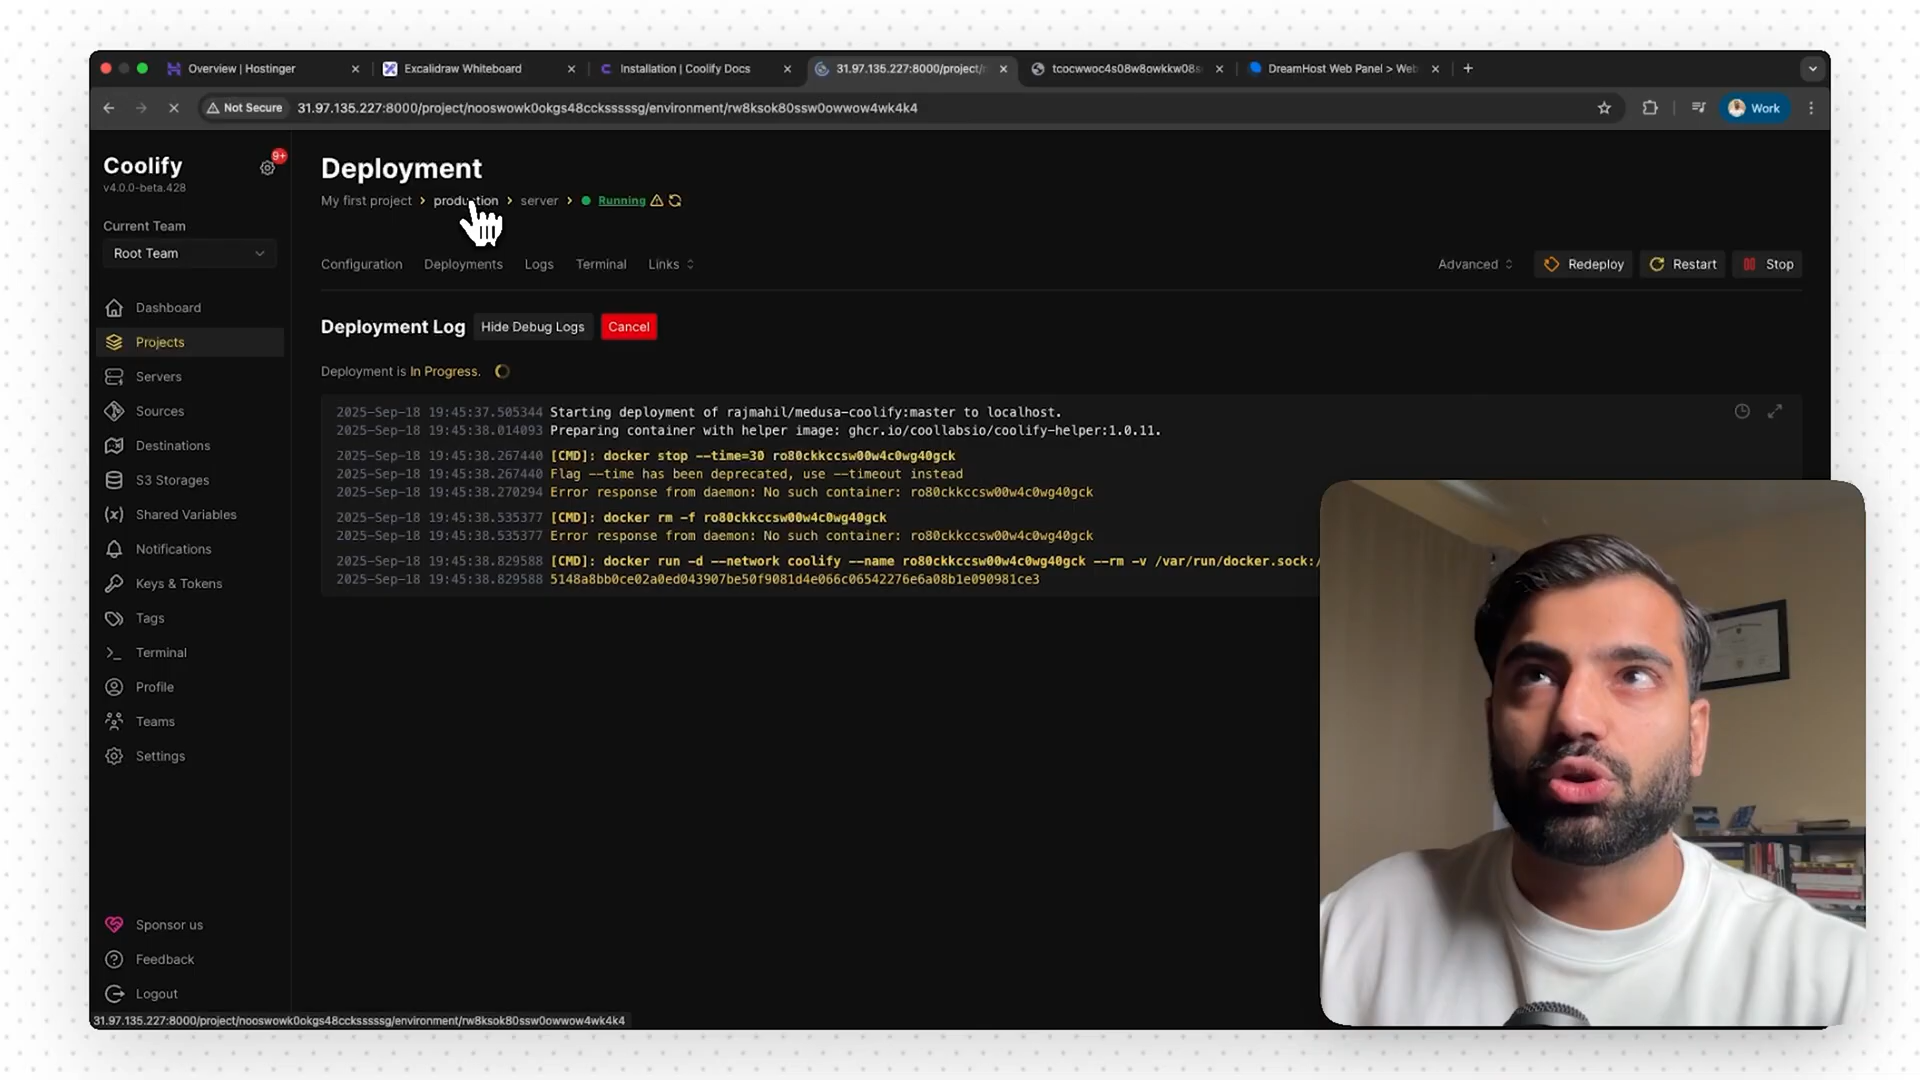 Overview | Hostinger
Excalidraw Whiteboard
Installation | Coolify Docs
31.97.135.227:8000/project/n
tcocwwoc4s08w8owkkw08s
DreamHost Web Panel > Web
Not Secure
31.97.135.227:8000/project/nooswowk0okgs48ccksssssg/environment/rw8ksok80ssw0owwow4wk4k4
Work
Coolify
9+
v4.0.0-beta.428
Current Team
Root Team
Dashboard
Projects
Servers
Sources
Destinations
S3 Storages
Shared Variables
Notifications
Keys & Tokens
Tags
Terminal
Profile
Teams
Settings
Sponsor us
Feedback
Logout
Deployment
My first project > production > server > Running
Configuration Deployments Logs Terminal Links
Advanced Redeploy Restart Stop
Deployment Log Hide Debug Logs Cancel
Deployment is In Progress.
2025-Sep-18 19:45:37.505344 Starting deployment of rajmahil/medusa-coolify:master to localhost.
2025-Sep-18 19:45:38.014093 Preparing container with helper image: ghcr.io/coollabsio/coolify-helper:1.0.11.
2025-Sep-18 19:45:38.267440 [CMD]: docker stop --time=30 ro80ckkccsw00w4c0wg40gck
2025-Sep-18 19:45:38.267440 Flag --time has been deprecated, use --timeout instead
2025-Sep-18 19:45:38.270294 Error response from daemon: No such container: ro80ckkccsw00w4c0wg40gck
2025-Sep-18 19:45:38.535377 [CMD]: docker rm -f ro80ckkccsw00w4c0wg40gck
2025-Sep-18 19:45:38.535377 Error response from daemon: No such container: ro80ckkccsw00w4c0wg40gck
2025-Sep-18 19:45:38.829588 [CMD]: docker run -d --network coolify --name ro80ckkccsw00w4c0wg40gck --rm -v /var/run/docker.sock:/
2025-Sep-18 19:45:38.829588 5148a8bb0ce02a0ed043907be50f9081d4e066c06542276e6a08b1e090981ce3
31.97.135.227:8000/project/nooswowk0okgs48ccksssssg/environment/rw8ksok80ssw0owwow4wk4k4